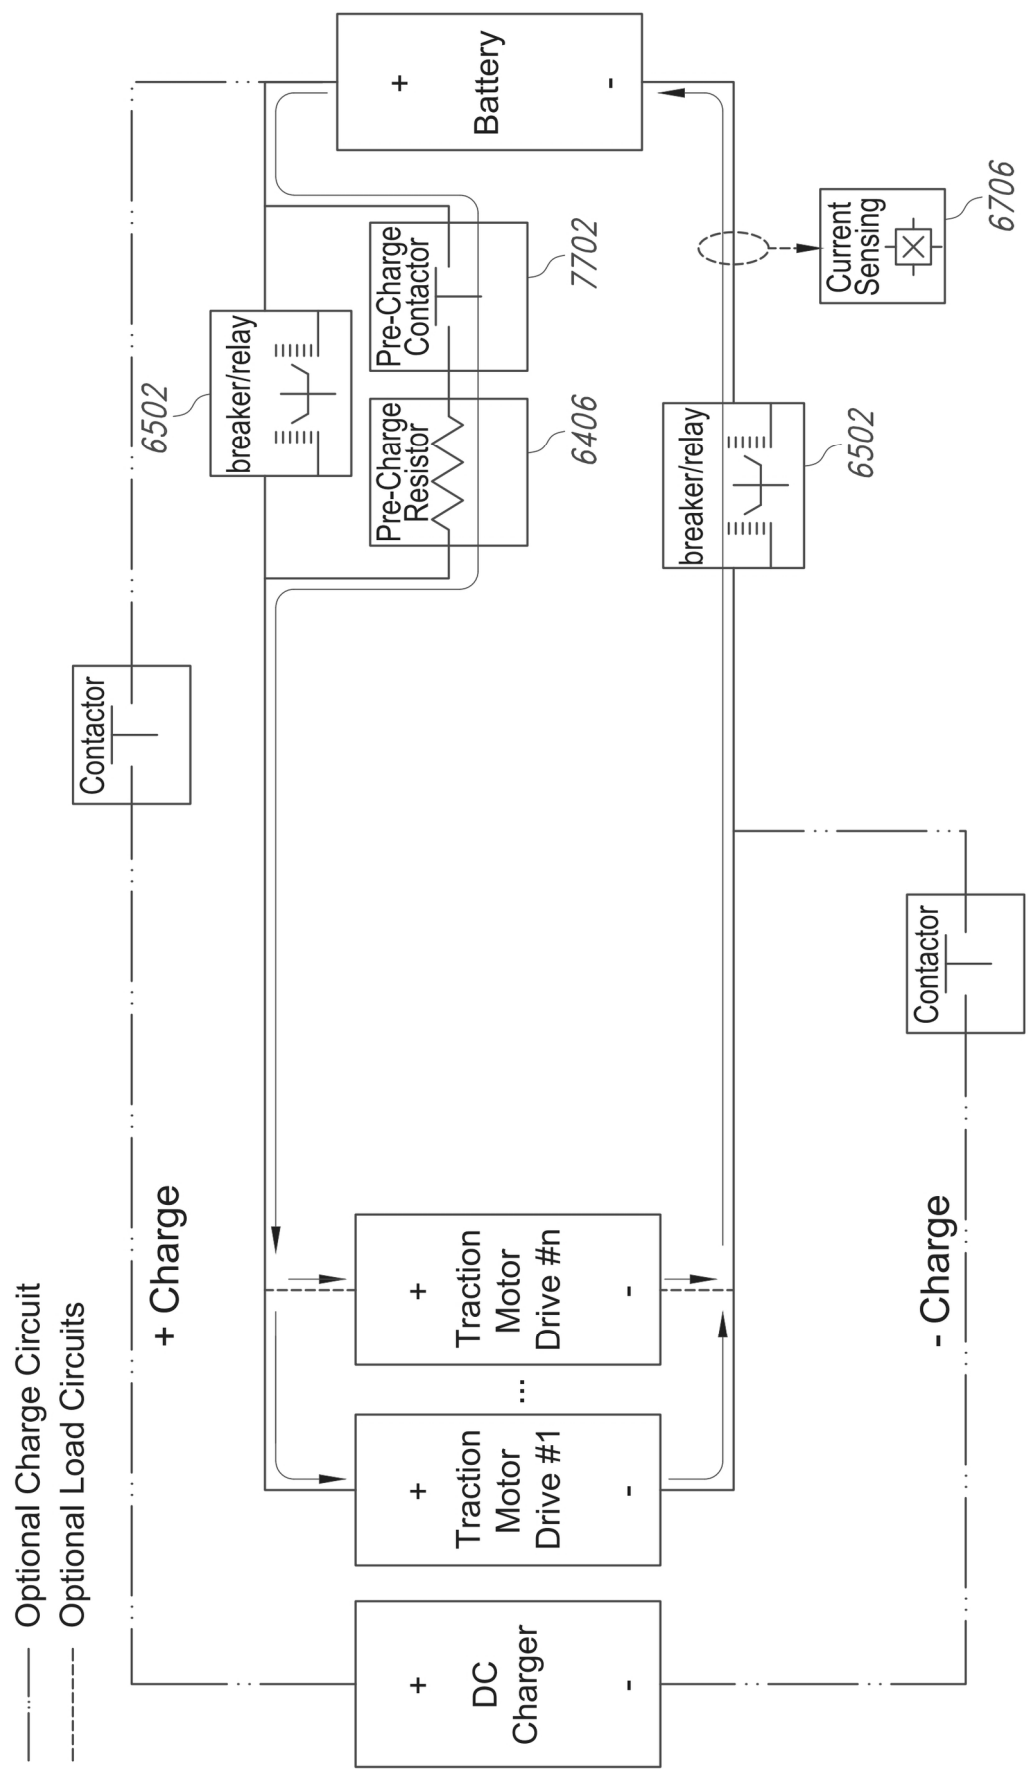 Optional Charge Circuit
Optional Load Circuits
+ Charge
Contactor
6502
breaker/relay
Pre-Charge
Resistor
6406
Pre-Charge
Contactor
7702
+
Battery
-
DC
Charger
+
-
+
Traction
Motor
Drive #1
-
...
+
Traction
Motor
Drive #n
-
breaker/relay
6502
Current
Sensing
6706
- Charge
Contactor